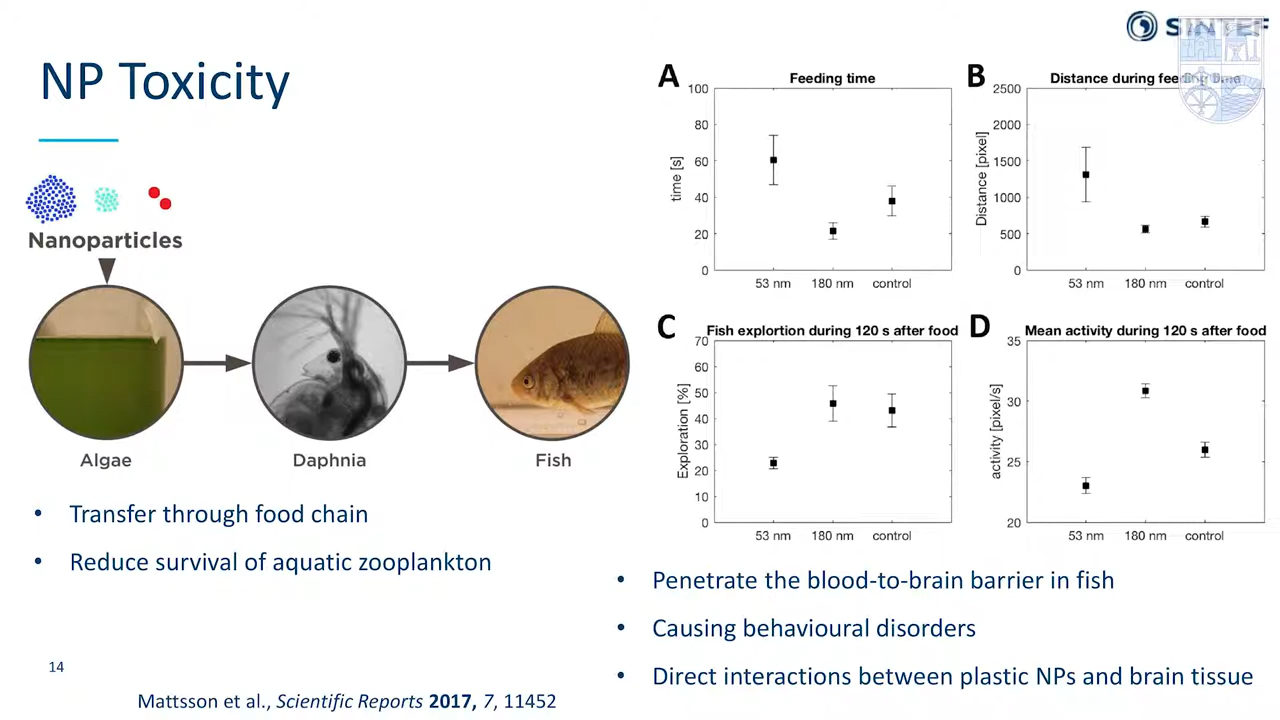 SINTEF
NP Toxicity
Nanoparticles
Algae
Daphnia
Fish
• Transfer through food chain
• Reduce survival of aquatic zooplankton
A
Feeding time
100
80
60
40
20
0
time [s]
53 nm 180 nm control
B
Distance during feeding time
2500
2000
1500
1000
500
0
Distance [pixel]
53 nm 180 nm control
C
Fish explortion during 120 s after food
70
60
50
40
30
20
10
0
Exploration [%]
53 nm 180 nm control
D
Mean activity during 120 s after food
35
30
25
20
activity [pixel/s]
53 nm 180 nm control
• Penetrate the blood-to-brain barrier in fish
• Causing behavioural disorders
• Direct interactions between plastic NPs and brain tissue
14
Mattsson et al., Scientific Reports 2017, 7, 11452